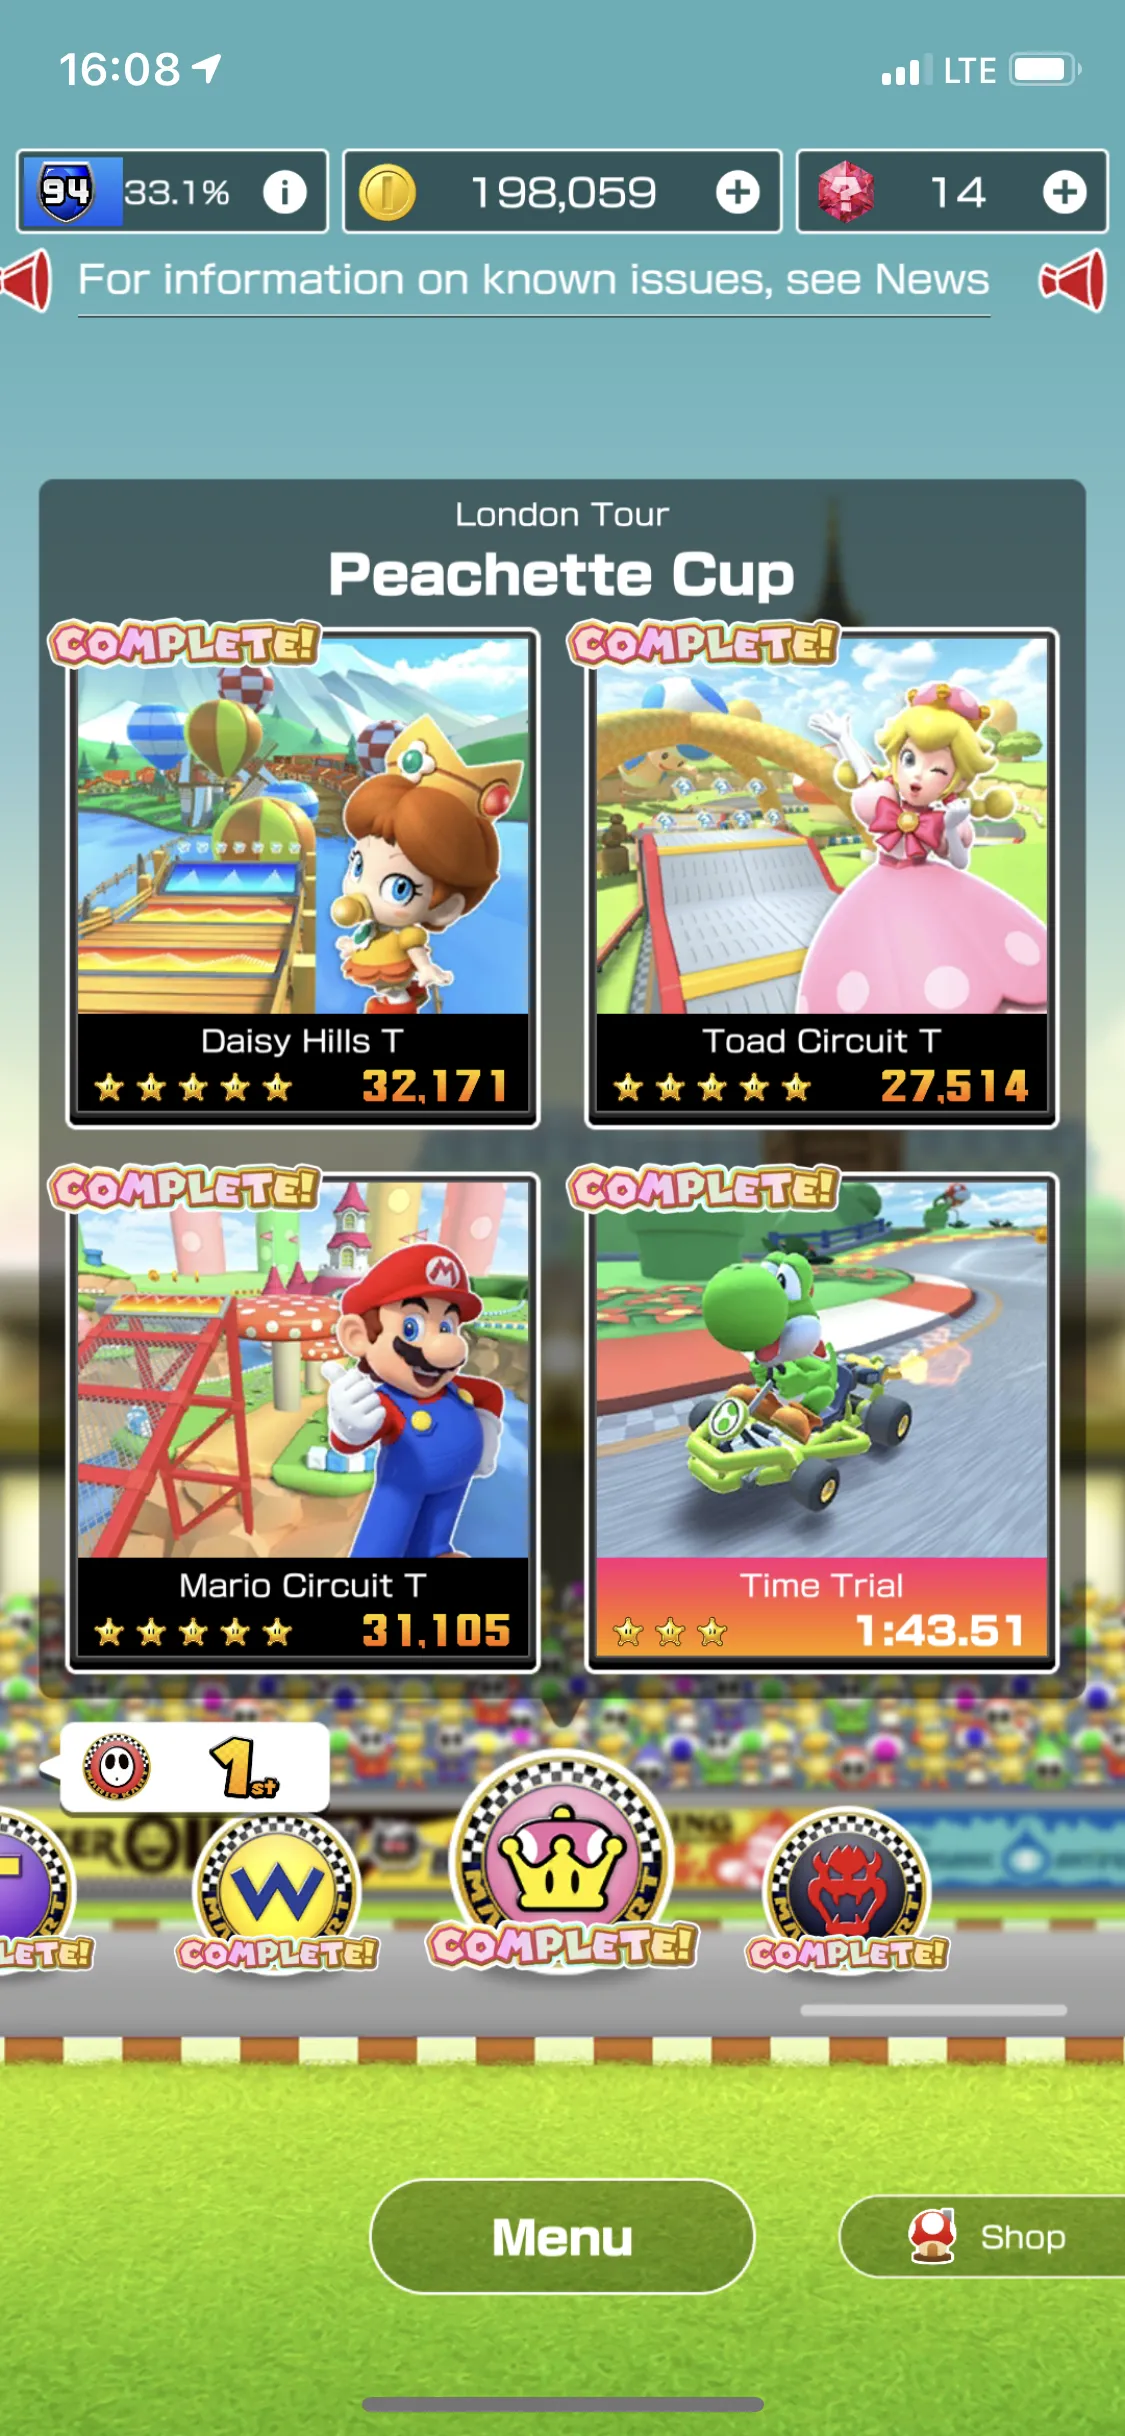 16:08 LTE
94 33.1% i 198,059 + 14 +
For information on known issues, see News
London Tour
Peachette Cup
COMPLETE! COMPLETE!
Daisy Hills T Toad Circuit T
32,171 27,514
COMPLETE! COMPLETE!
M
Mario Circuit T Time Trial
31,105 1:43.51
1st
W
LETE! COMPLETE! COMPLETE! COMPLETE!
Menu
Shop